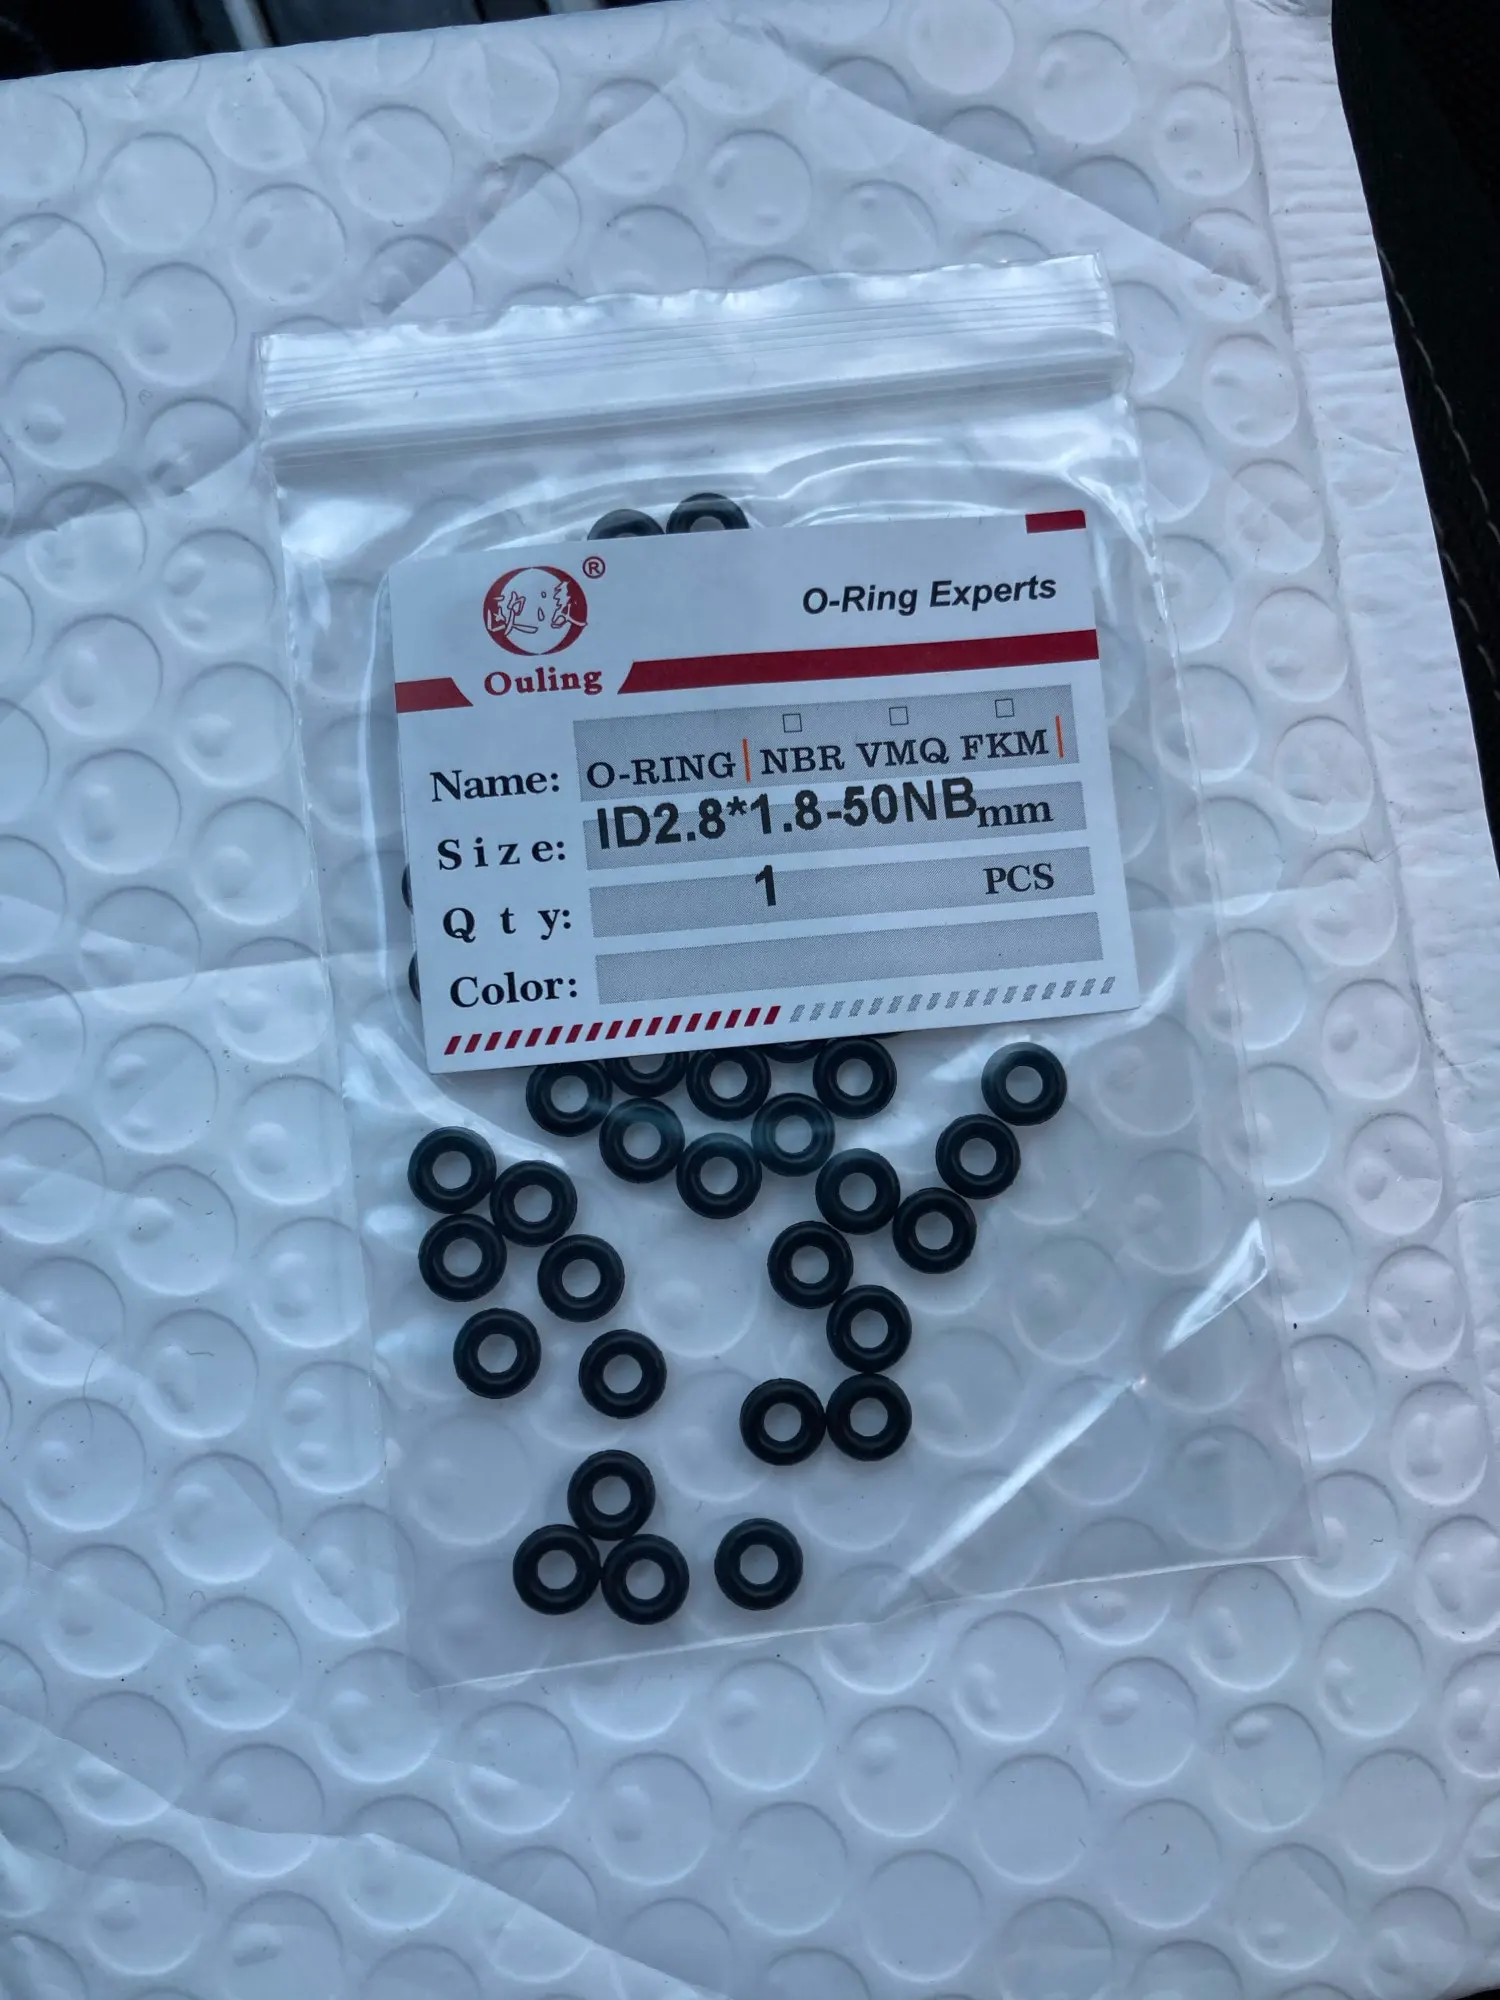 ®
O-Ring Experts
Ouling
Name: O-RING | NBR VMQ FKM |
Size: ID2.8*1.8-50NB mm
Qty: 1 PCS
Color: